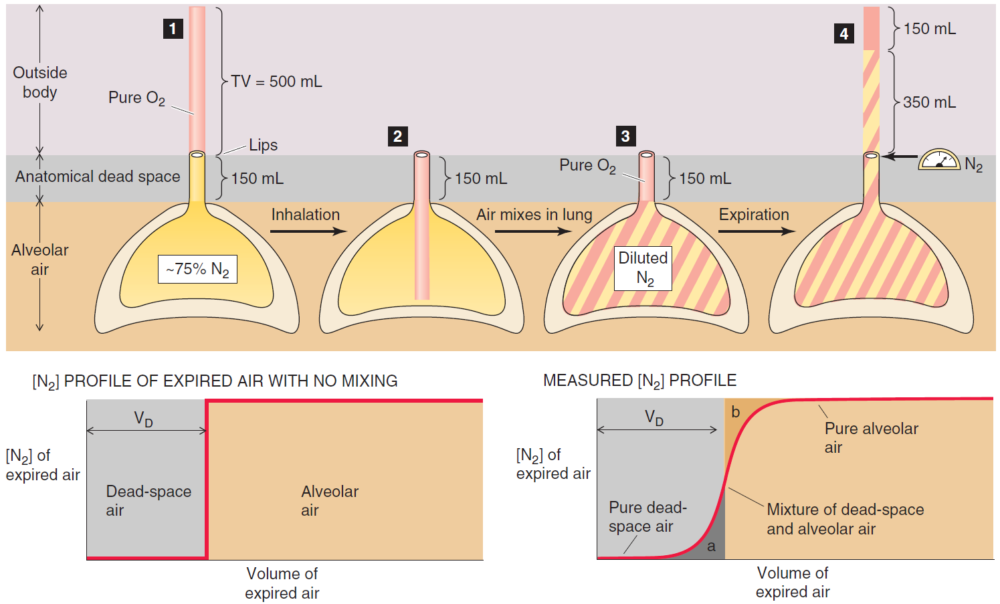 1
4
150 mL
Outside
body
TV = 500 mL
Pure O₂
350 mL
2
3
Lips
Pure O₂
N₂
Anatomical dead space
150 mL
150 mL
150 mL
Inhalation
Air mixes in lung
Expiration
Alveolar
air
~75% N₂
Diluted
N₂
[N₂] PROFILE OF EXPIRED AIR WITH NO MIXING
V_D
[N₂] of
expired air
Dead-space
air
Alveolar
air
Volume of
expired air
MEASURED [N₂] PROFILE
V_D
b
Pure alveolar
air
[N₂] of
expired air
Pure dead-
space air
Mixture of dead-space
and alveolar air
a
Volume of
expired air